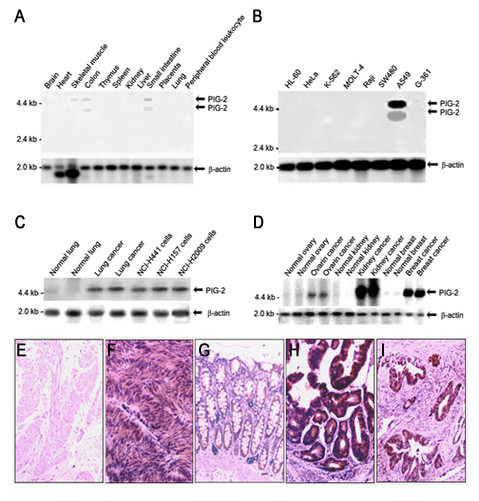 A
Brain
Heart
Skeletal muscle
Colon
Thymus
Spleen
Kidney
Liver
Small intestine
Placenta
Lung
Peripheral blood leukocyte
4.4 kb
PIG-2
PIG-2
2.0 kb
β-actin
B
HL-60
HeLa
K-562
MOLT-4
Raji
SW480
A549
G-361
4.4 kb
PIG-2
PIG-2
2.4 kb
2.0 kb
β-actin
C
Normal lung
Normal lung
Lung cancer
Lung cancer
NCI-H441 cells
NCI-H157 cells
NCI-H2009 cells
4.4 kb
PIG-2
2.0 kb
β-actin
D
Normal ovary
Normal ovary
Ovarin cancer
Ovarin cancer
Normal kidney
Normal kidney
Kidney cancer
Kidney cancer
Normal breast
Normal breast
Breast cancer
Breast cancer
4.4 kb
PIG-2
2.0 kb
β-actin
E
F
G
H
I